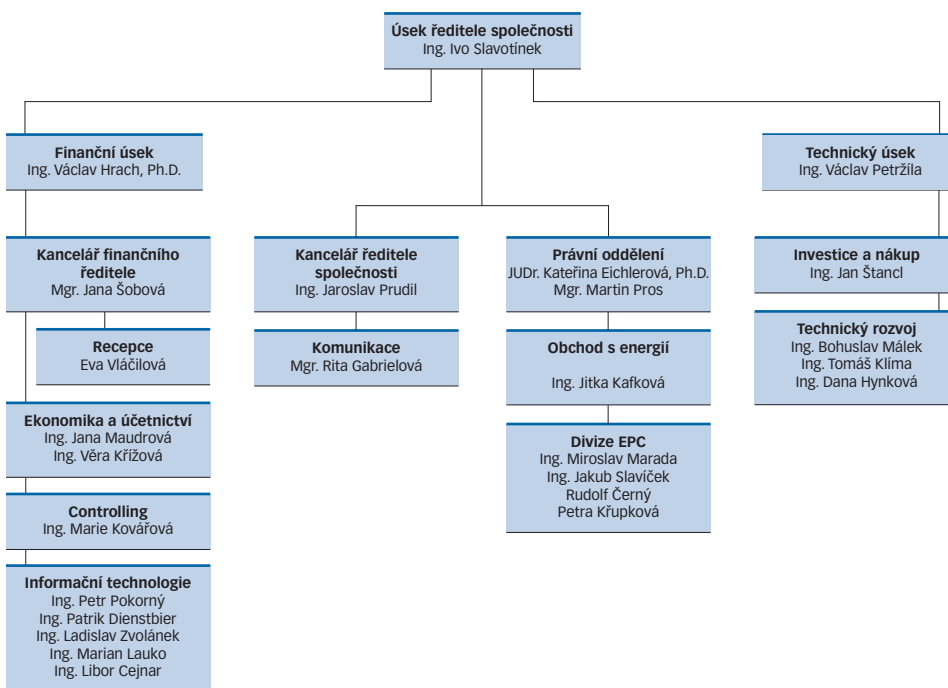 Úsek ředitele společnosti
Ing. Ivo Slavotínek
Finanční úsek
Ing. Václav Hrach, Ph.D.
Technický úsek
Ing. Václav Petržíla
Kancelář finančního
ředitele
Mgr. Jana Šobová
Kancelář ředitele
společnosti
Ing. Jaroslav Prudil
Právní oddělení
JUDr. Kateřina Eichlerová, Ph.D.
Mgr. Martin Pros
Investice a nákup
Ing. Jan Štancl
Recepce
Eva Vláčilová
Komunikace
Mgr. Rita Gabrielová
Obchod s energií
Ing. Jitka Kafková
Technický rozvoj
Ing. Bohuslav Málek
Ing. Tomáš Klíma
Ing. Dana Hynková
Ekonomika a účetnictví
Ing. Jana Maudrová
Ing. Věra Křížová
Divize EPC
Ing. Miroslav Marada
Ing. Jakub Slavíček
Rudolf Černý
Petra Křupková
Controlling
Ing. Marie Kovářová
Informační technologie
Ing. Petr Pokorný
Ing. Patrik Dienstbier
Ing. Ladislav Zvolánek
Ing. Marian Lauko
Ing. Libor Cejnar